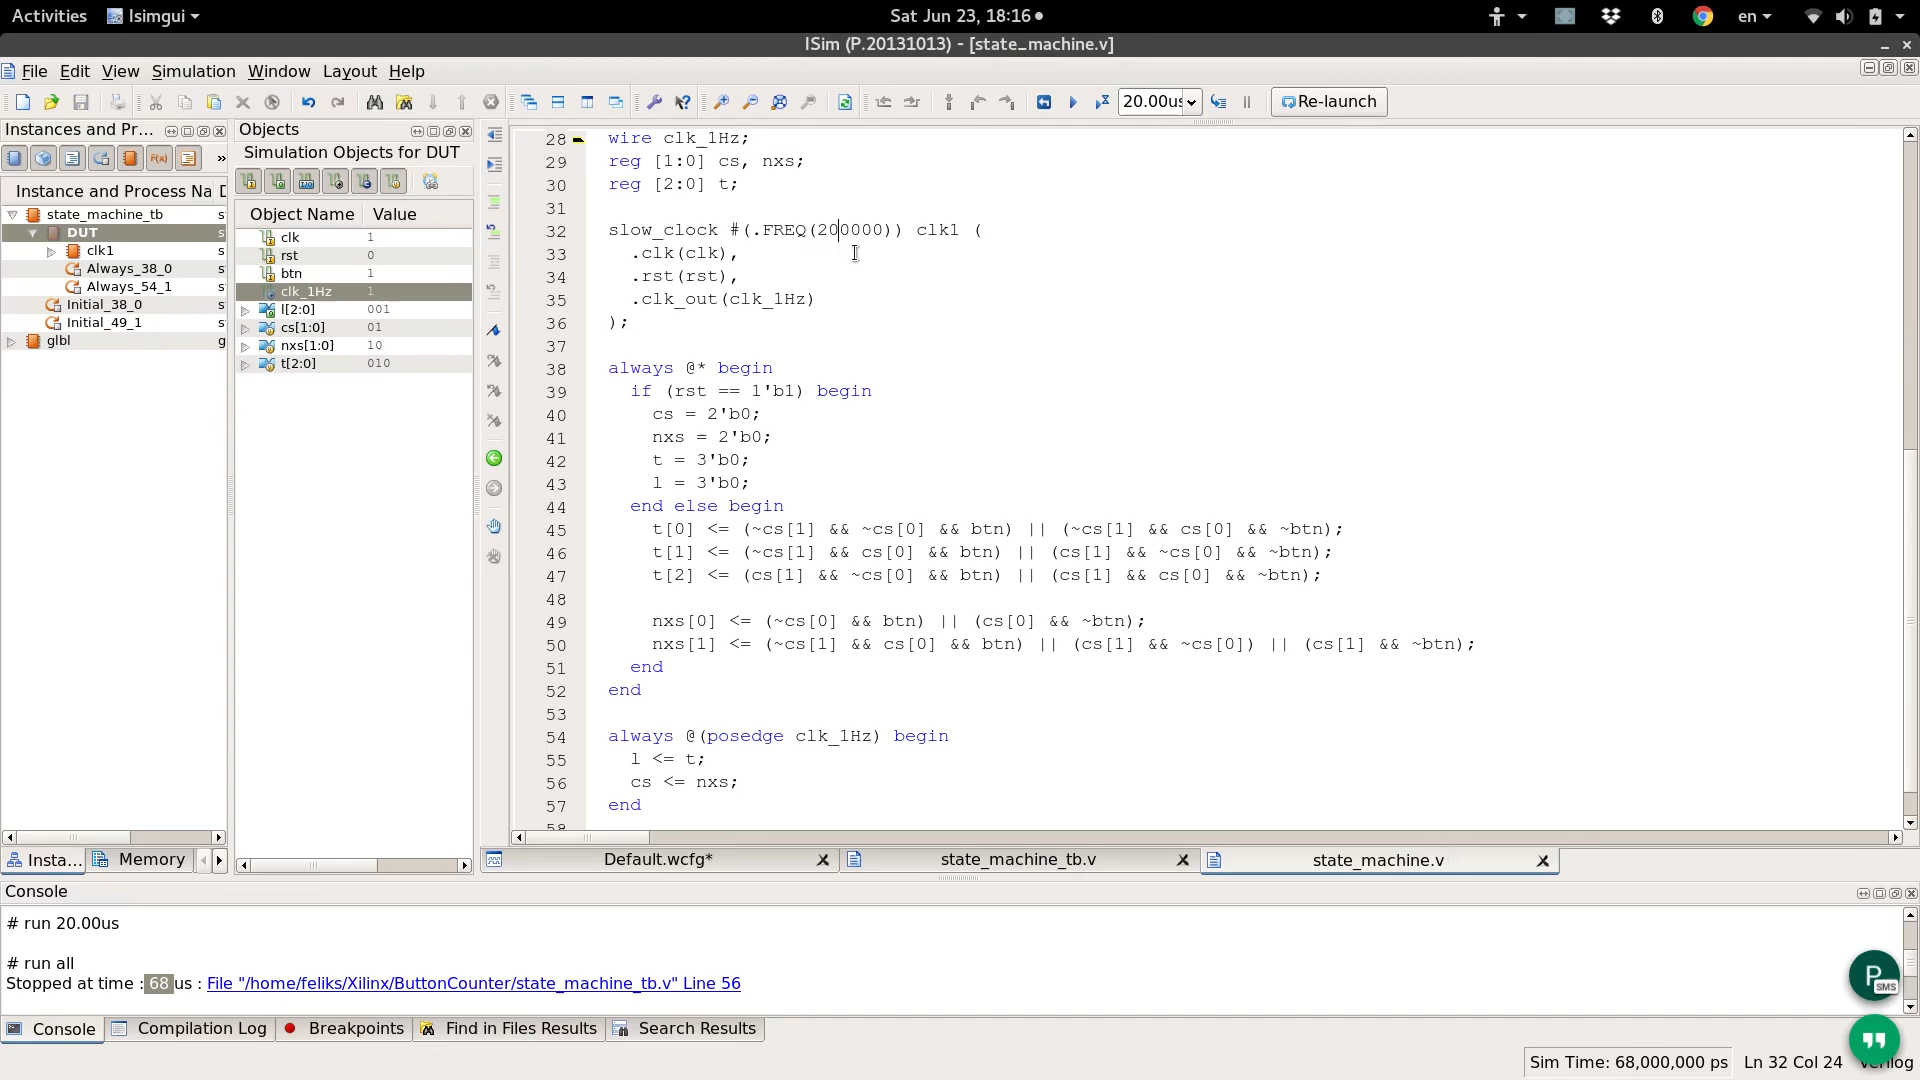 Activities Isimgui Sat Jun 23, 18:16 en
ISim (P.20131013) - [state_machine.v]
File Edit View Simulation Window Layout Help
20.00us Re-launch
Instances and Pr...
Instance and Process Na D
state_machine_tb s
DUT s
clk1 s
Always_38_0 s
Always_54_1 s
Initial_38_0 s
Initial_49_1 s
glbl g
Insta... Memory
Objects
Simulation Objects for DUT
Object Name Value
clk 1
rst 0
btn 1
clk_1Hz 1
l[2:0] 001
cs[1:0] 01
nxs[1:0] 10
t[2:0] 010
28 wire clk_1Hz;
29 reg [1:0] cs, nxs;
30 reg [2:0] t;
31
32 slow_clock #(.FREQ(200000)) clk1 (
33 .clk(clk),
34 .rst(rst),
35 .clk_out(clk_1Hz)
36 );
37
38 always @* begin
39 if (rst == 1'b1) begin
40 cs = 2'b0;
41 nxs = 2'b0;
42 t = 3'b0;
43 l = 3'b0;
44 end else begin
45 t[0] <= (~cs[1] && ~cs[0] && btn) || (~cs[1] && cs[0] && ~btn);
46 t[1] <= (~cs[1] && cs[0] && btn) || (cs[1] && ~cs[0] && ~btn);
47 t[2] <= (cs[1] && ~cs[0] && btn) || (cs[1] && cs[0] && ~btn);
48
49 nxs[0] <= (~cs[0] && btn) || (cs[0] && ~btn);
50 nxs[1] <= (~cs[1] && cs[0] && btn) || (cs[1] && ~cs[0]) || (cs[1] && ~btn);
51 end
52 end
53
54 always @(posedge clk_1Hz) begin
55 l <= t;
56 cs <= nxs;
57 end
58
Default.wcfg* state_machine_tb.v state_machine.v
Console
# run 20.00us
# run all
Stopped at time : 68 us : File "/home/feliks/Xilinx/ButtonCounter/state_machine_tb.v" Line 56
Console Compilation Log Breakpoints Find in Files Results Search Results
P SMS
Sim Time: 68,000,000 ps Ln 32 Col 24 Verilog